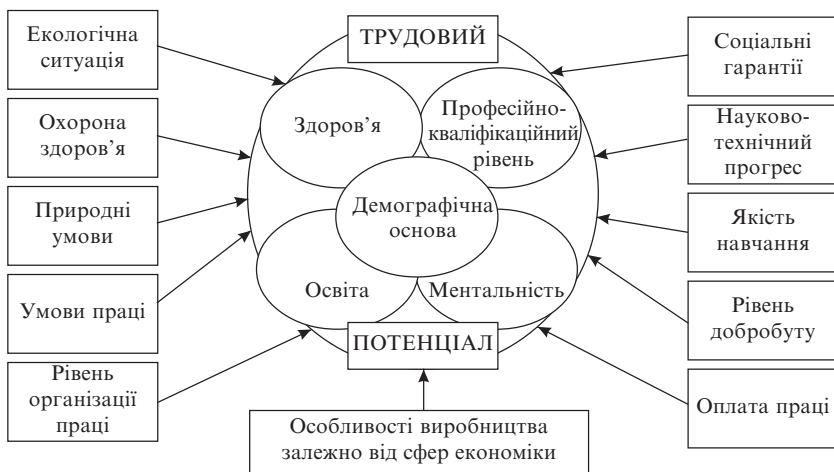 Екологічна
ситуація
Охорона
здоров’я
Природні
умови
Умови праці
Рівень
організації
праці
ТРУДОВИЙ
Здоров’я
Професійно-
кваліфікаційний
рівень
Демографічна
основа
Освіта
Ментальність
ПОТЕНЦІАЛ
Особливості виробництва
залежно від сфер економіки
Соціальні
гарантії
Науково-
технічний
прогрес
Якість
навчання
Рівень
добробуту
Оплата праці